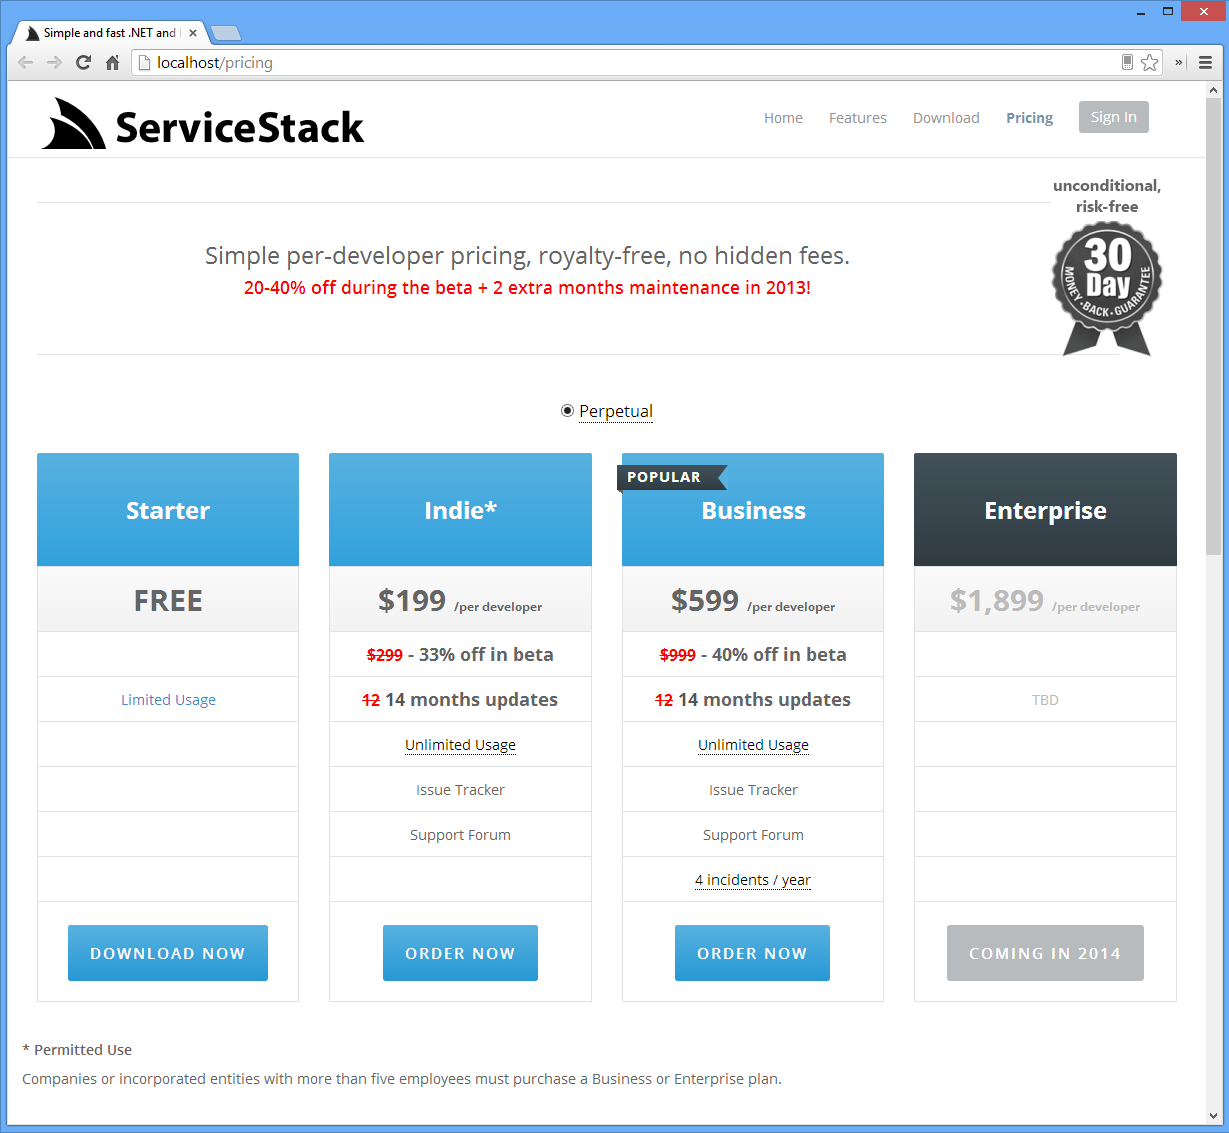 Simple and fast .NET and
localhost/pricing
ServiceStack
Home
Features
Download
Pricing
Sign In
unconditional,
risk-free
30
Day
MONEY-BACK-GUARANTEE
Simple per-developer pricing, royalty-free, no hidden fees.
20-40% off during the beta + 2 extra months maintenance in 2013!
Perpetual
Starter
FREE
Limited Usage
DOWNLOAD NOW
Indie*
$199 /per developer
$299 - 33% off in beta
12 14 months updates
Unlimited Usage
Issue Tracker
Support Forum
ORDER NOW
POPULAR
Business
$599 /per developer
$999 - 40% off in beta
12 14 months updates
Unlimited Usage
Issue Tracker
Support Forum
4 incidents / year
ORDER NOW
Enterprise
$1,899 /per developer
TBD
COMING IN 2014
* Permitted Use
Companies or incorporated entities with more than five employees must purchase a Business or Enterprise plan.